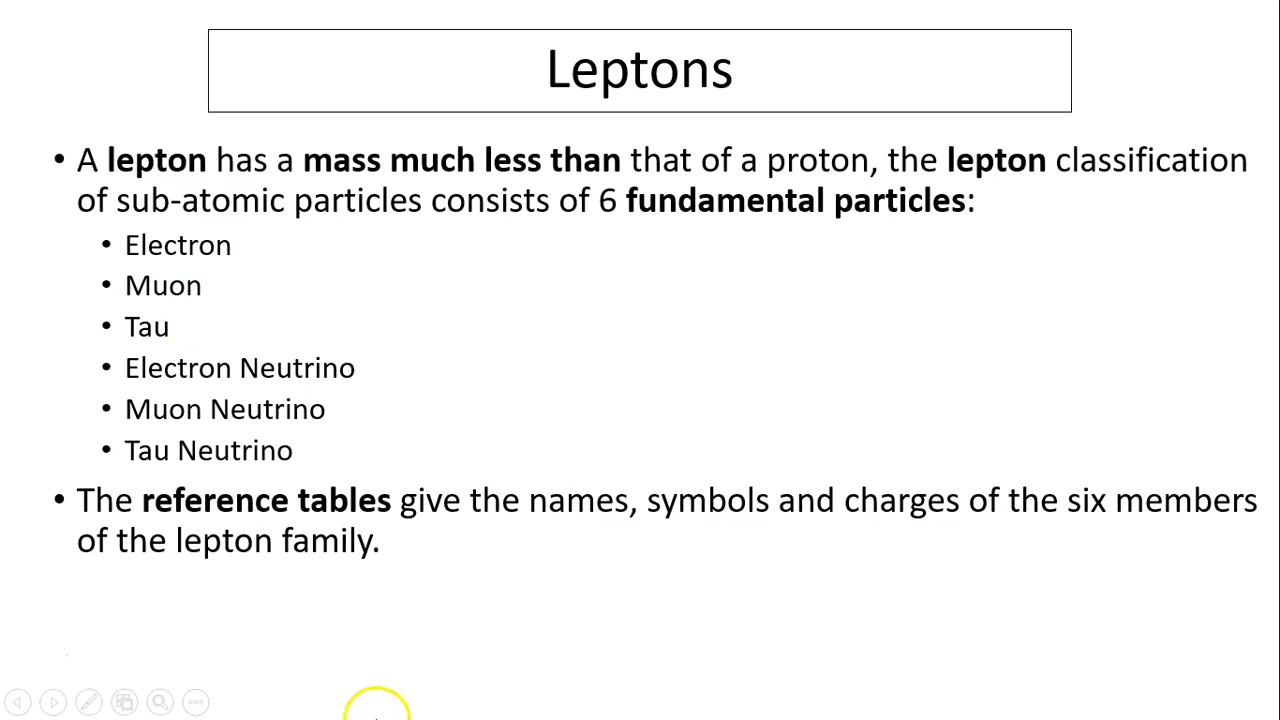 Leptons
• A lepton has a mass much less than that of a proton, the lepton classification
of sub-atomic particles consists of 6 fundamental particles:
• Electron
• Muon
• Tau
• Electron Neutrino
• Muon Neutrino
• Tau Neutrino
• The reference tables give the names, symbols and charges of the six members
of the lepton family.